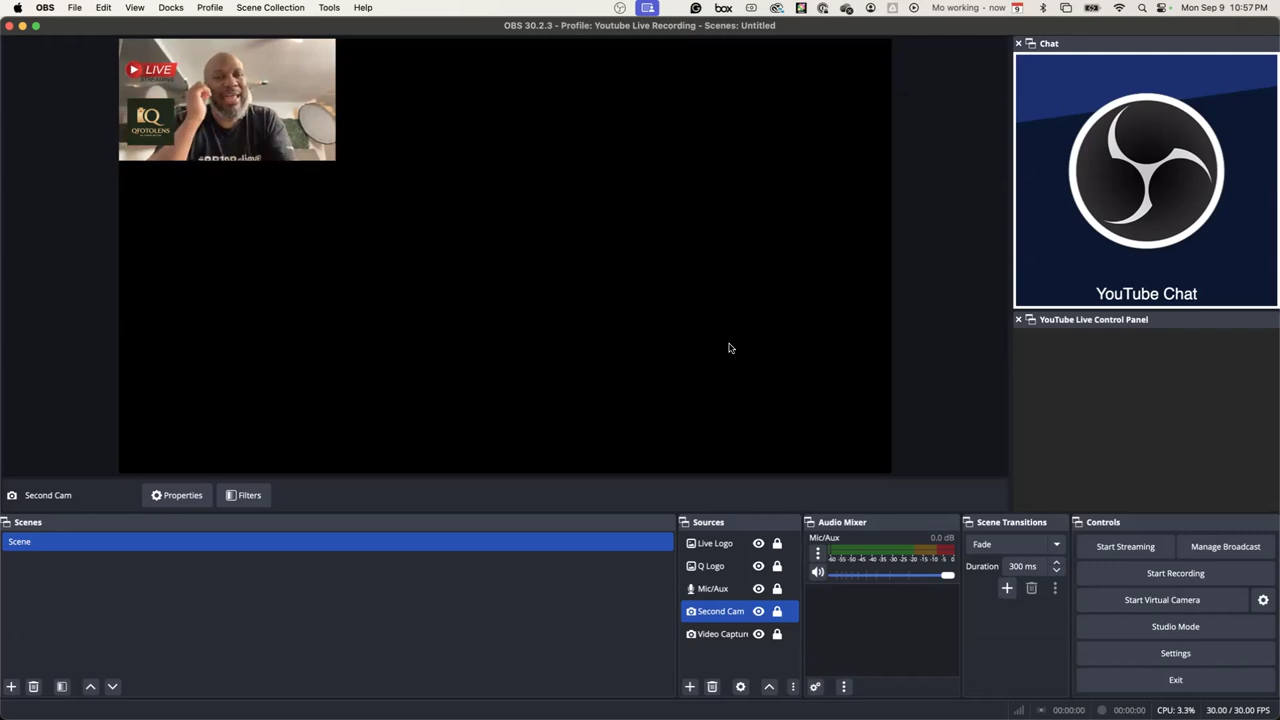 OBS File Edit View Docks Profile Scene Collection Tools Help
box Mo working - now 9 Mon Sep 9 10:57 PM
OBS 30.2.3 - Profile: Youtube Live Recording - Scenes: Untitled
LIVE
Q
QFOTOLENS
Chat
YouTube Chat
YouTube Live Control Panel
Second Cam Properties Filters
Scenes
Scene
Sources
Live Logo
Q Logo
Mic/Aux
Second Cam
Video Capture
Audio Mixer
Mic/Aux 0.0 dB
-60 -55 -50 -45 -40 -35 -30 -25 -20 -15 -10 -5 0
Scene Transitions
Fade
Duration 300 ms
Controls
Start Streaming Manage Broadcast
Start Recording
Start Virtual Camera
Studio Mode
Settings
Exit
00:00:00 00:00:00 CPU: 3.3% 30.00 / 30.00 FPS